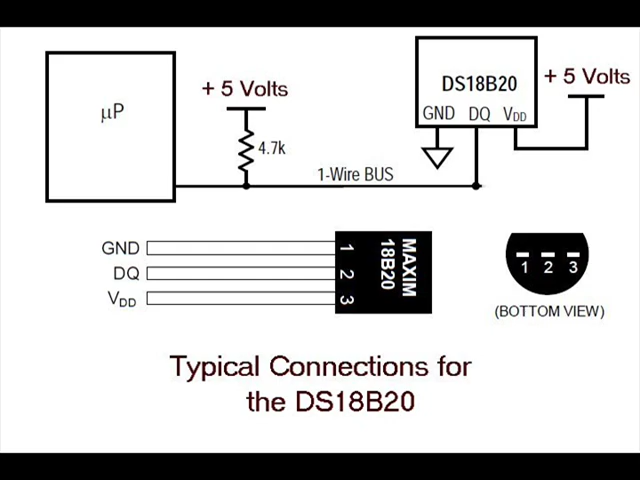 μP
+ 5 Volts
4.7k
1-Wire BUS
DS18B20
GND DQ VDD
+ 5 Volts
GND
DQ
VDD
1
2
3
MAXIM
18B20
1 2 3
(BOTTOM VIEW)
Typical Connections for
the DS18B20